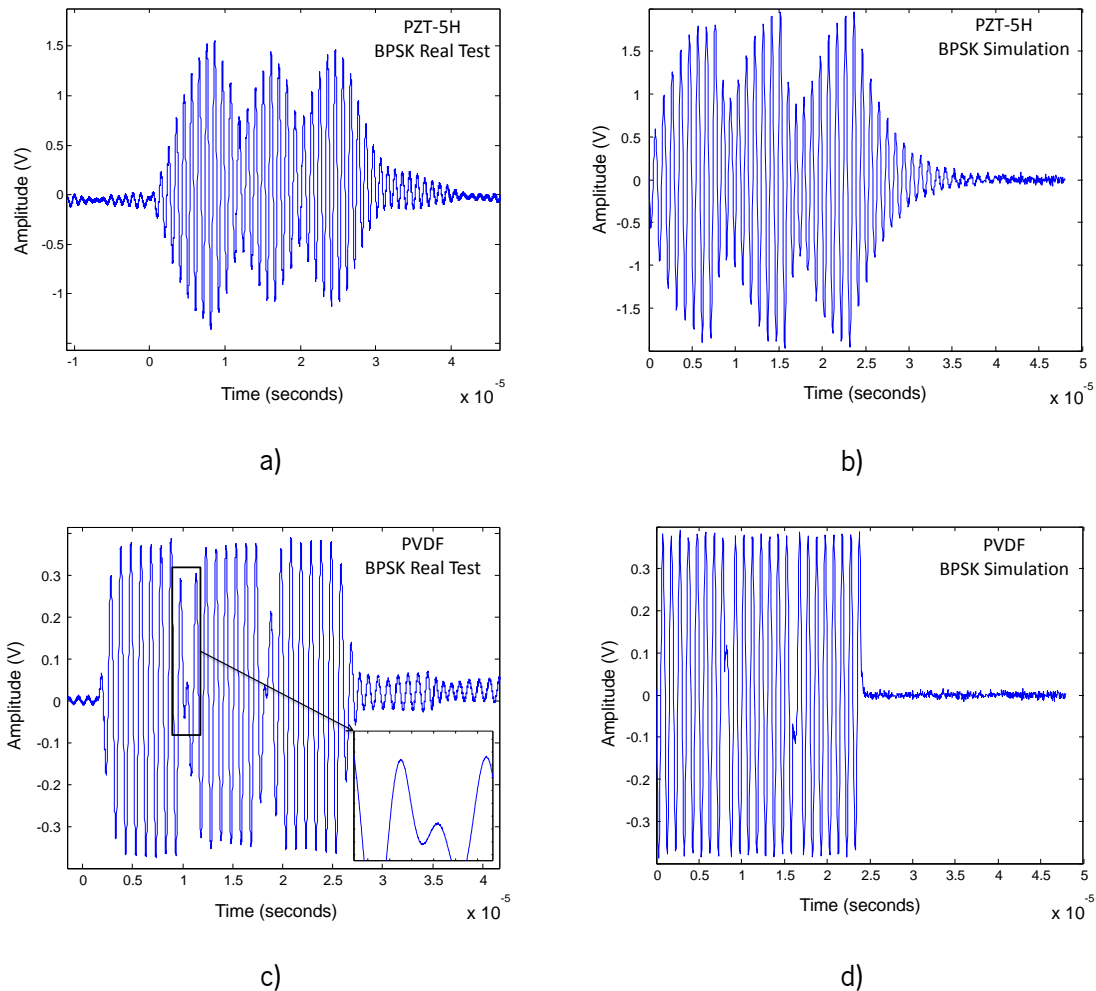 PZT-5H
BPSK Real Test
Amplitude (V)
1.5
1
0.5
0
-0.5
-1
-1
0
1
2
3
4
Time (seconds)
x 10
-5
a)
PZT-5H
BPSK Simulation
Amplitude (V)
1.5
1
0.5
0
-0.5
-1
-1.5
0
0.5
1
1.5
2
2.5
3
3.5
4
4.5
5
Time (seconds)
x 10
-5
b)
PVDF
BPSK Real Test
Amplitude (V)
0.3
0.2
0.1
0
-0.1
-0.2
-0.3
0
0.5
1
1.5
2
2.5
3
3.5
4
Time (seconds)
x 10
-5
c)
PVDF
BPSK Simulation
Amplitude (V)
0.3
0.2
0.1
0
-0.1
-0.2
-0.3
0
0.5
1
1.5
2
2.5
3
3.5
4
4.5
5
Time (seconds)
x 10
-5
d)